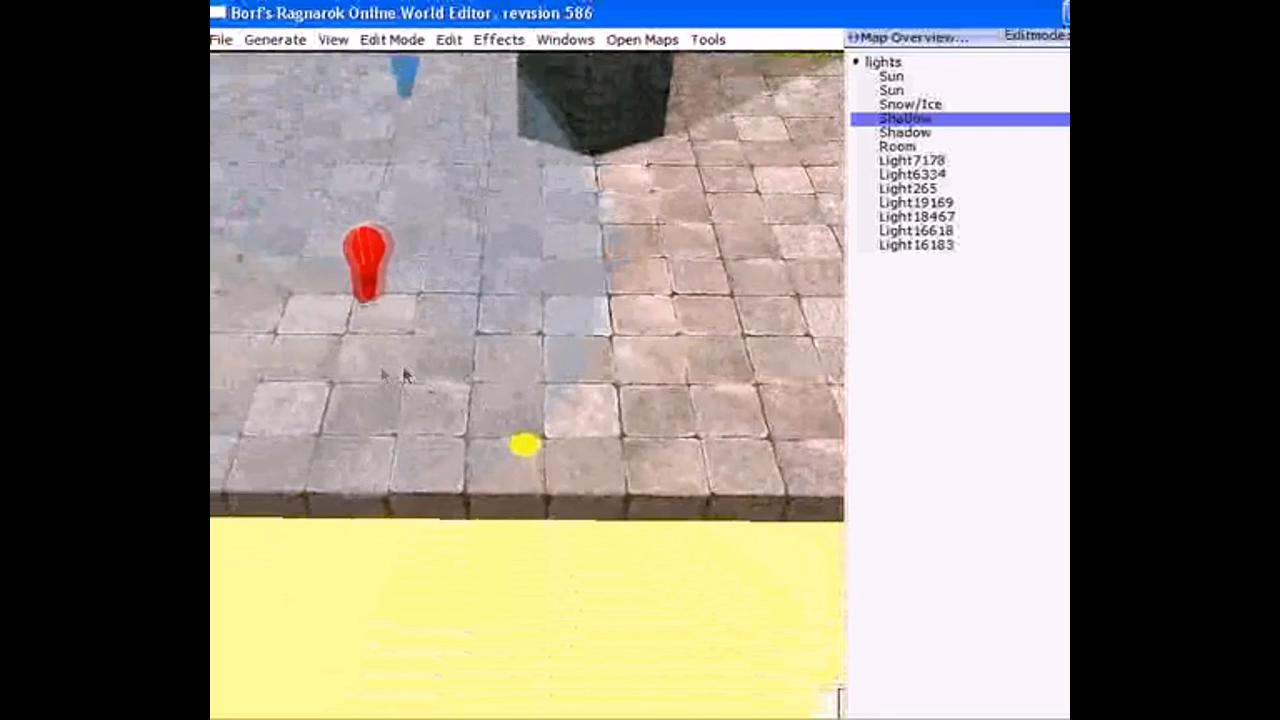 Borf's Ragnarok Online World Editor, revision 586
File Generate View Edit Mode Edit Effects Windows Open Maps Tools
Map Overview... Editmode:
lights
Sun
Sun
Snow/Ice
Shadow
Shadow
Room
Light7178
Light6334
Light265
Light19169
Light18467
Light16618
Light16183